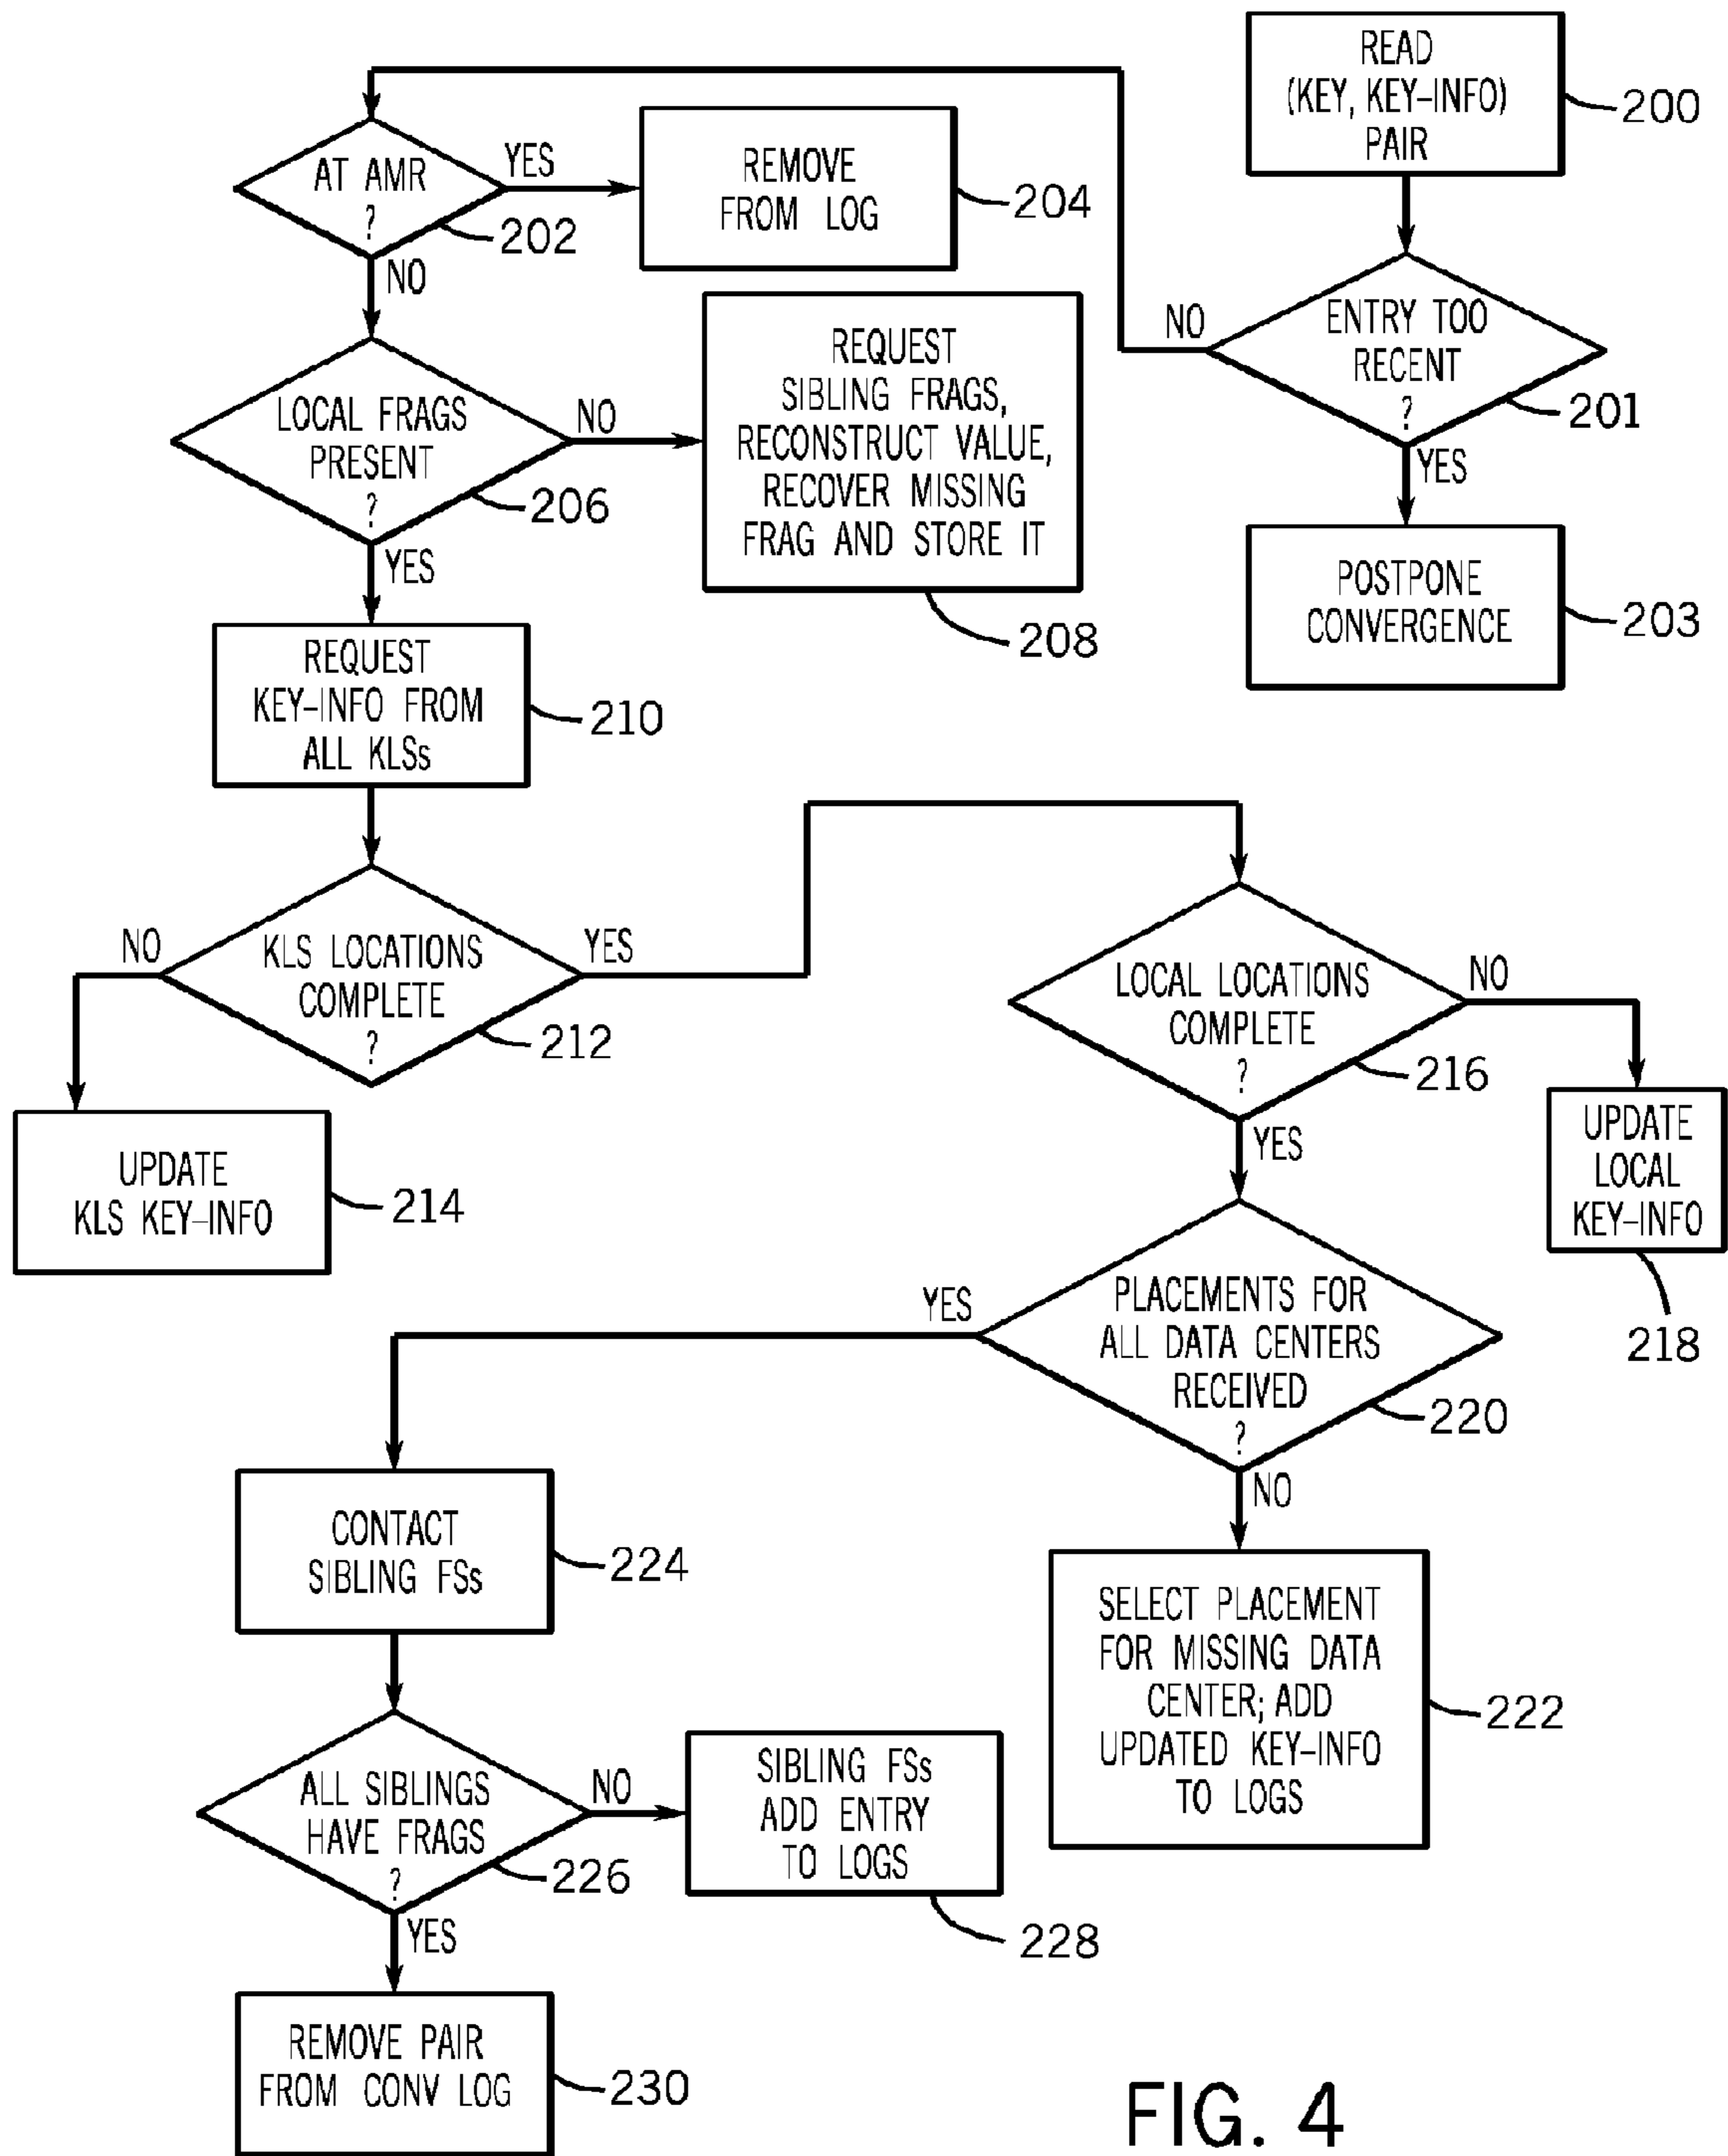 READ
(KEY, KEY–INFO)
PAIR
200
ENTRY TOO
RECENT
?
201
NO
YES
POSTPONE
CONVERGENCE
203
AT AMR
?
202
YES
NO
REMOVE
FROM LOG
204
LOCAL FRAGS
PRESENT
?
206
NO
YES
REQUEST
SIBLING FRAGS,
RECONSTRUCT VALUE,
RECOVER MISSING
FRAG AND STORE IT
208
REQUEST
KEY–INFO FROM
ALL KLSs
210
KLS LOCATIONS
COMPLETE
?
212
NO
YES
UPDATE
KLS KEY–INFO
214
LOCAL LOCATIONS
COMPLETE
?
216
NO
YES
UPDATE
LOCAL
KEY–INFO
218
PLACEMENTS FOR
ALL DATA CENTERS
RECEIVED
?
220
YES
NO
SELECT PLACEMENT
FOR MISSING DATA
CENTER; ADD
UPDATED KEY–INFO
TO LOGS
222
CONTACT
SIBLING FSs
224
ALL SIBLINGS
HAVE FRAGS
?
226
NO
YES
SIBLING FSs
ADD ENTRY
TO LOGS
228
REMOVE PAIR
FROM CONV LOG
230
FIG. 4